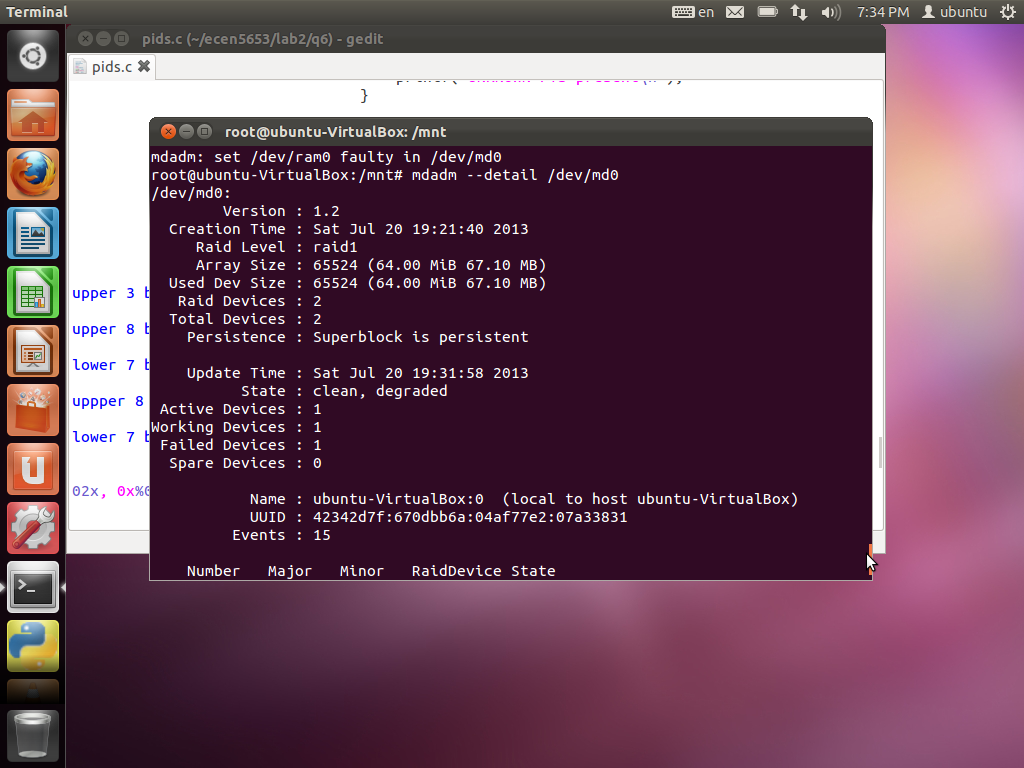 Terminal
en
7:34 PM
ubuntu
pids.c (~/ecen5653/lab2/q6) - gedit
pids.c
}
root@ubuntu-VirtualBox: /mnt
mdadm: set /dev/ram0 faulty in /dev/md0
root@ubuntu-VirtualBox:/mnt# mdadm --detail /dev/md0
/dev/md0:
Version : 1.2
Creation Time : Sat Jul 20 19:21:40 2013
Raid Level : raid1
Array Size : 65524 (64.00 MiB 67.10 MB)
Used Dev Size : 65524 (64.00 MiB 67.10 MB)
Raid Devices : 2
Total Devices : 2
Persistence : Superblock is persistent
Update Time : Sat Jul 20 19:31:58 2013
State : clean, degraded
Active Devices : 1
Working Devices : 1
Failed Devices : 1
Spare Devices : 0
Name : ubuntu-VirtualBox:0  (local to host ubuntu-VirtualBox)
UUID : 42342d7f:670dbb6a:04af77e2:07a33831
Events : 15
Number   Major   Minor   RaidDevice State
upper 3 b
upper 8 b
lower 7 b
uppper 8
lower 7 b
02x, 0x%0